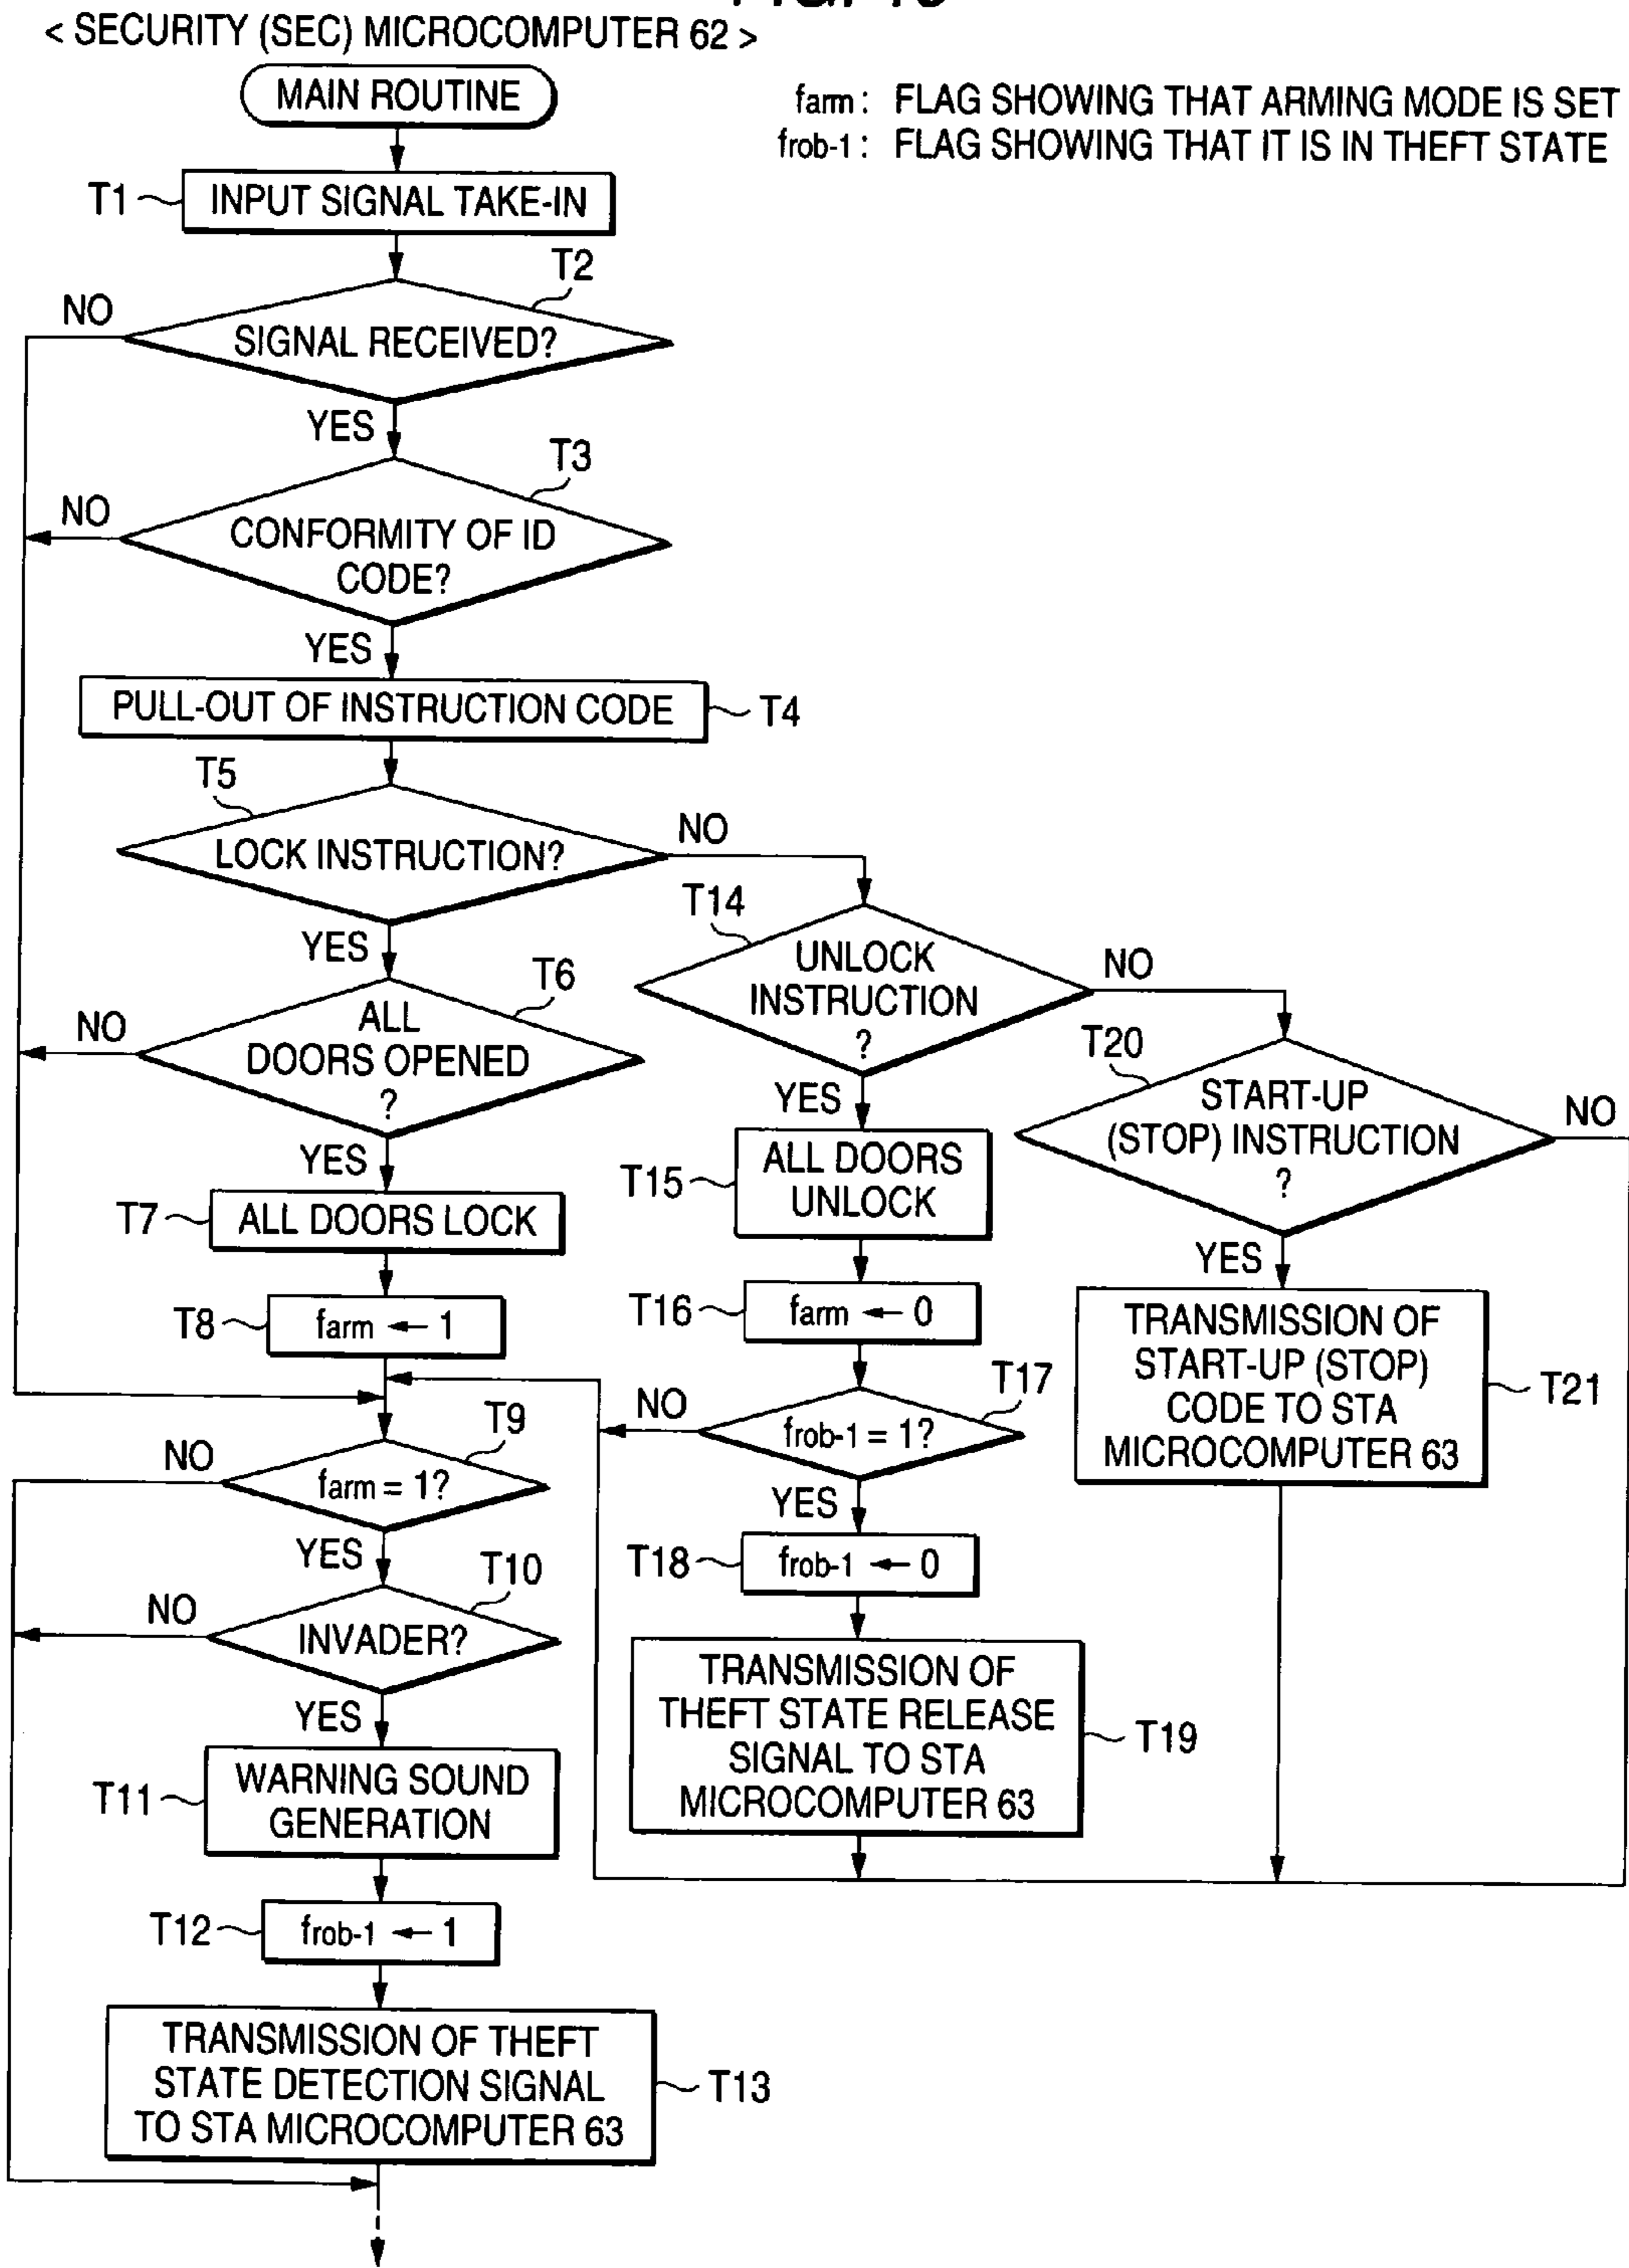 < SECURITY (SEC) MICROCOMPUTER 62 >
MAIN ROUTINE
farm : FLAG SHOWING THAT ARMING MODE IS SET
frob-1 : FLAG SHOWING THAT IT IS IN THEFT STATE
T1
INPUT SIGNAL TAKE-IN
T2
NO
SIGNAL RECEIVED?
YES
T3
NO
CONFORMITY OF ID
CODE?
YES
PULL-OUT OF INSTRUCTION CODE
T4
T5
LOCK INSTRUCTION?
NO
YES
T6
NO
ALL
DOORS OPENED
?
YES
T7
ALL DOORS LOCK
T8
farm ← 1
T9
NO
farm = 1?
YES
T10
NO
INVADER?
YES
T11
WARNING SOUND
GENERATION
T12
frob-1 ← 1
TRANSMISSION OF THEFT
STATE DETECTION SIGNAL
TO STA MICROCOMPUTER 63
T13
T14
UNLOCK
INSTRUCTION
?
NO
YES
T15
ALL DOORS
UNLOCK
T16
farm ← 0
T17
NO
frob-1 = 1?
YES
T18
frob-1 ← 0
TRANSMISSION OF
THEFT STATE RELEASE
SIGNAL TO STA
MICROCOMPUTER 63
T19
T20
START-UP
(STOP) INSTRUCTION
?
NO
YES
TRANSMISSION OF
START-UP (STOP)
CODE TO STA
MICROCOMPUTER 63
T21